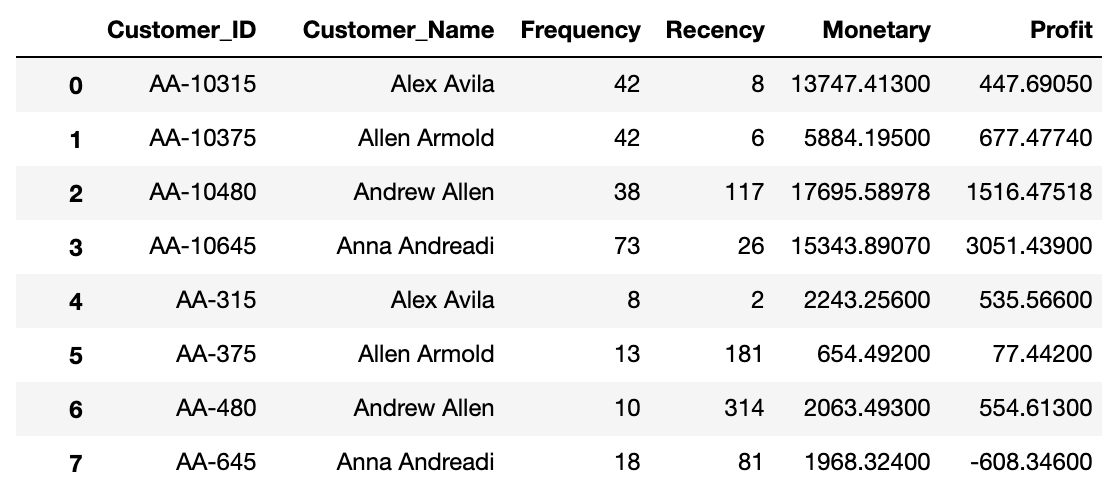 Customer_ID Customer_Name Frequency Recency Monetary Profit
0 AA-10315 Alex Avila 42 8 13747.41300 447.69050
1 AA-10375 Allen Armold 42 6 5884.19500 677.47740
2 AA-10480 Andrew Allen 38 117 17695.58978 1516.47518
3 AA-10645 Anna Andreadi 73 26 15343.89070 3051.43900
4 AA-315 Alex Avila 8 2 2243.25600 535.56600
5 AA-375 Allen Armold 13 181 654.49200 77.44200
6 AA-480 Andrew Allen 10 314 2063.49300 554.61300
7 AA-645 Anna Andreadi 18 81 1968.32400 -608.34600